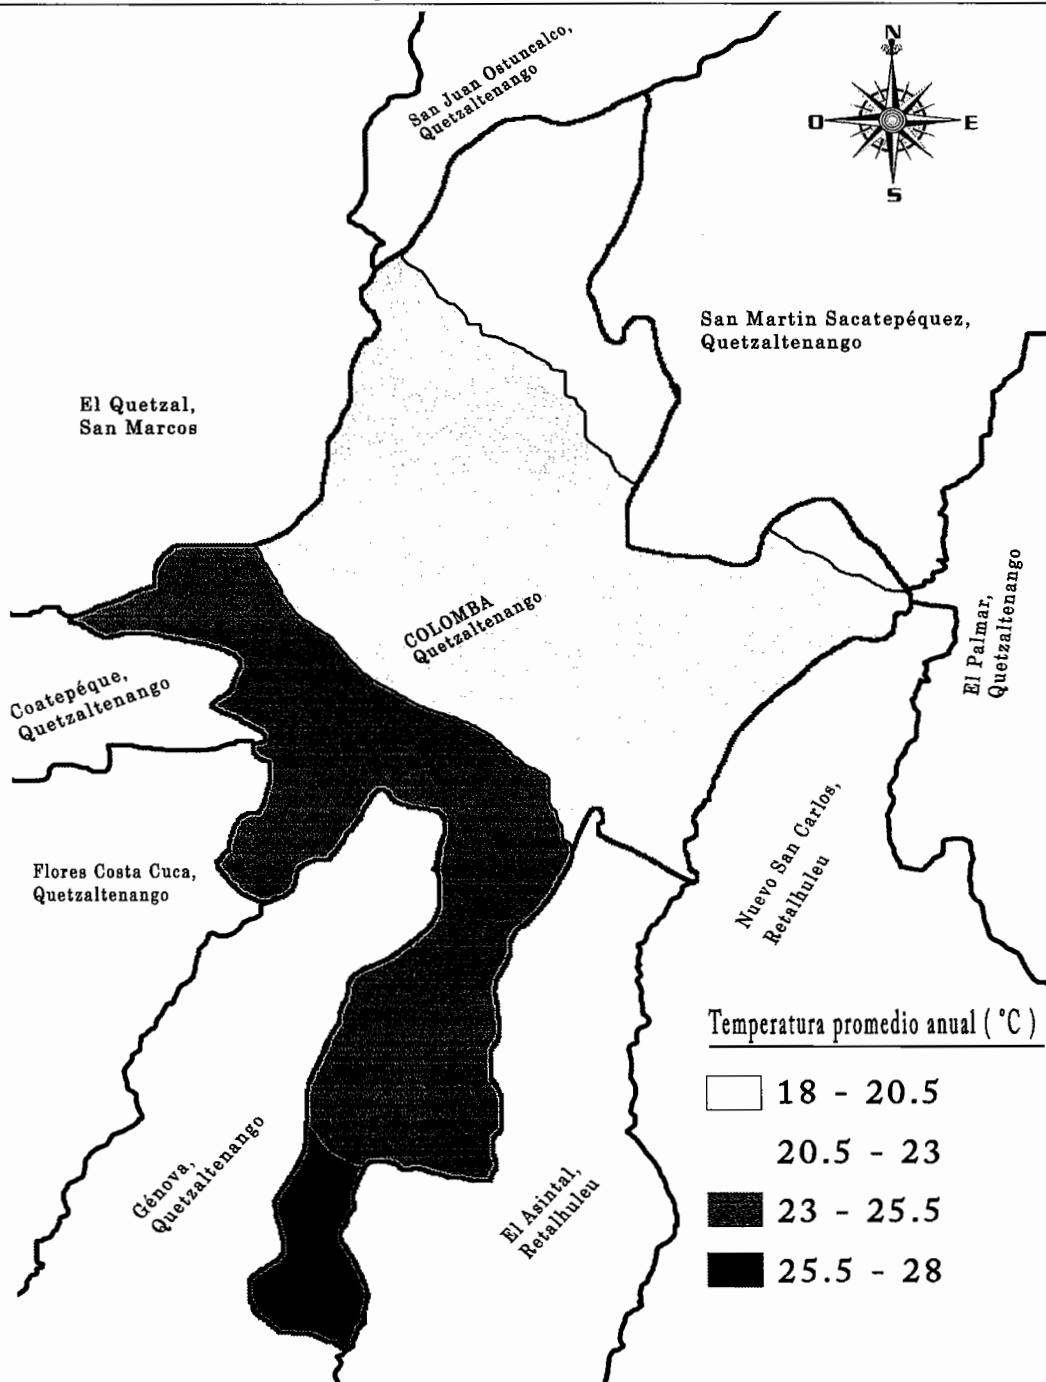 San Juan Ostuncalco,
Quetzaltenango
N
O
E
S
San Martin Sacatepéquez,
Quetzaltenango
El Quetzal,
San Marcos
COLOMBA
Quetzaltenango
El Palmar,
Quetzaltenango
Coatepéque,
Quetzaltenango
Flores Costa Cuca,
Quetzaltenango
Nuevo San Carlos,
Retalhuleu
Génova,
Quetzaltenango
El Asintal,
Retalhuleu
Temperatura promedio anual ( °C )
18 - 20.5
20.5 - 23
23 - 25.5
25.5 - 28